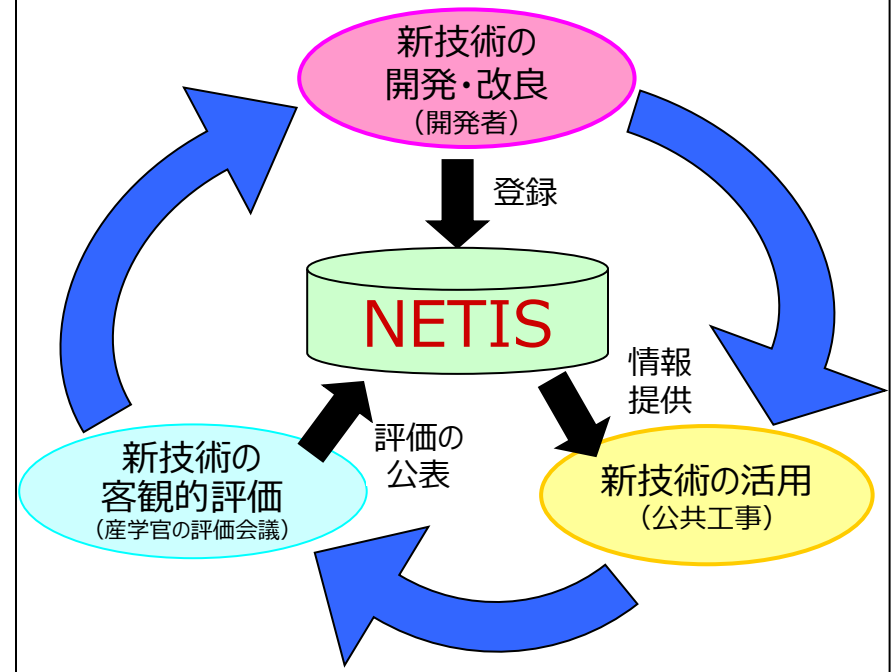 新技術の
開発・改良
（開発者）
登録
NETIS
情報
提供
評価の
公表
新技術の
客観的評価
（産学官の評価会議）
新技術の活用
（公共工事）